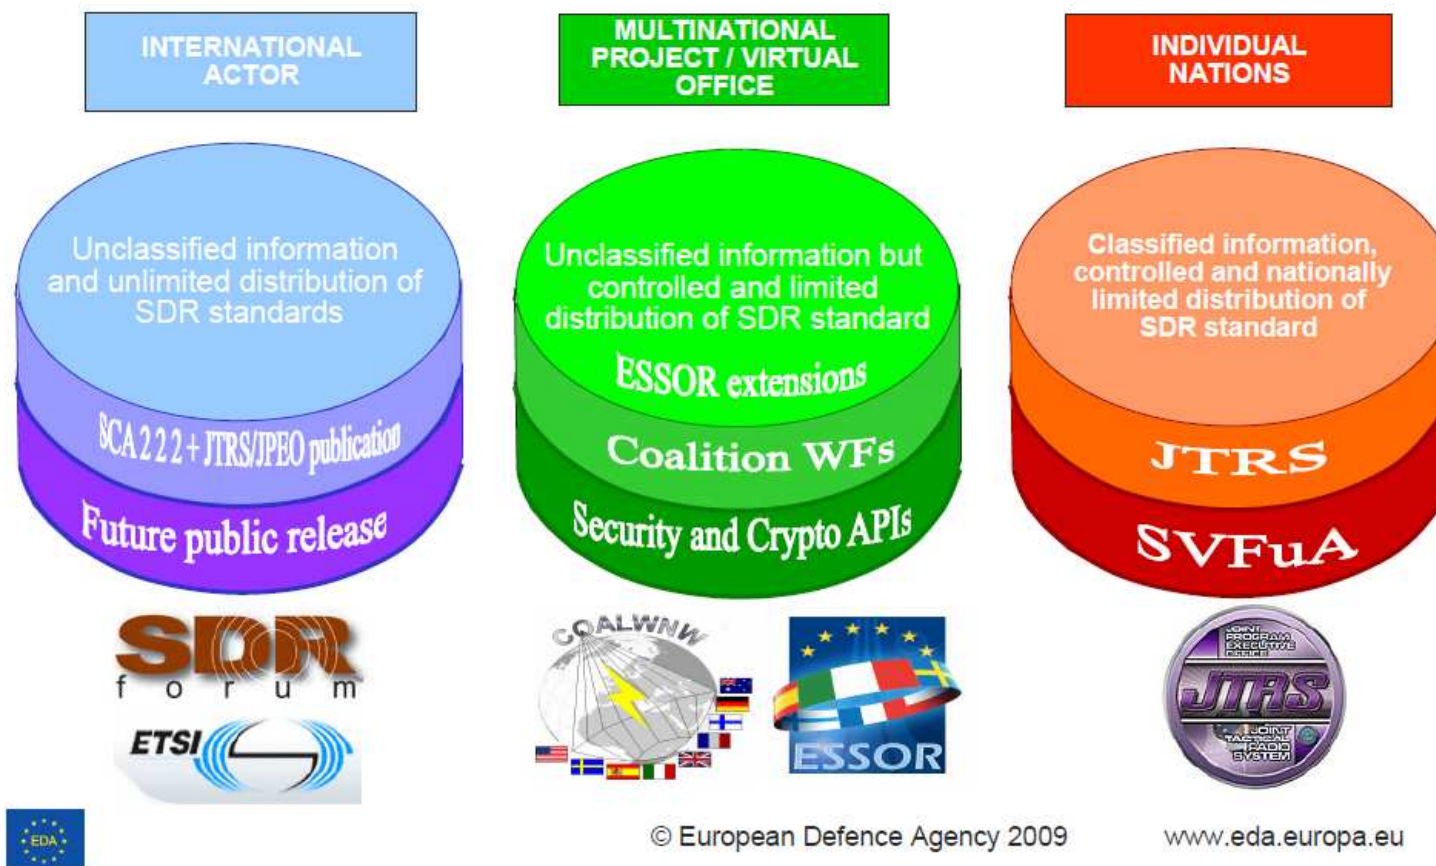 INTERNATIONAL
ACTOR
MULTINATIONAL
PROJECT / VIRTUAL
OFFICE
INDIVIDUAL
NATIONS
Unclassified information
and unlimited distribution of
SDR standards
SCA 2 2 2 + JTRS/JPEO publication
Future public release
Unclassified information but
controlled and limited
distribution of SDR standard
ESSOR extensions
Coalition WFs
Security and Crypto APIs
Classified information,
controlled and nationally
limited distribution of
SDR standard
JTRS
SVFuA
SDR
forum
ETSI
COALWNW
ESSOR
JOINT
PROGRAM
EXECUTIVE
OFFICE
JTRS
JOINT
TACTICAL
RADIO
SYSTEM
EDA
© European Defence Agency 2009
www.eda.europa.eu